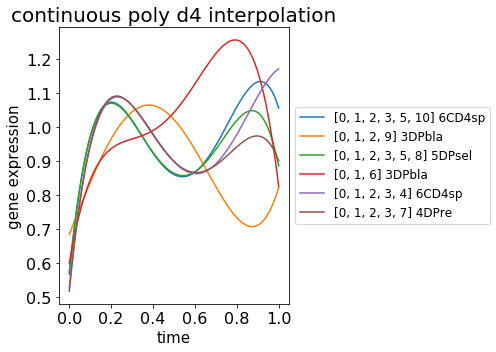 continuous poly d4 interpolation
gene expression
1.2
1.1
1.0
0.9
0.8
0.7
0.6
0.5
0.0 0.2 0.4 0.6 0.8 1.0
time
[0, 1, 2, 3, 5, 10] 6CD4sp
[0, 1, 2, 9] 3DPbla
[0, 1, 2, 3, 5, 8] 5DPsel
[0, 1, 6] 3DPbla
[0, 1, 2, 3, 4] 6CD4sp
[0, 1, 2, 3, 7] 4DPre